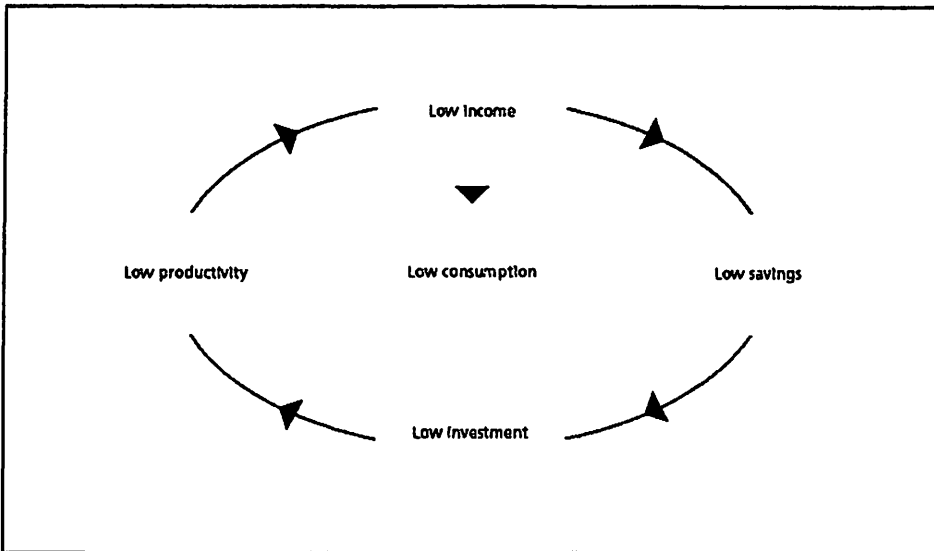 Low income
Low productivity
Low consumption
Low savings
Low investment